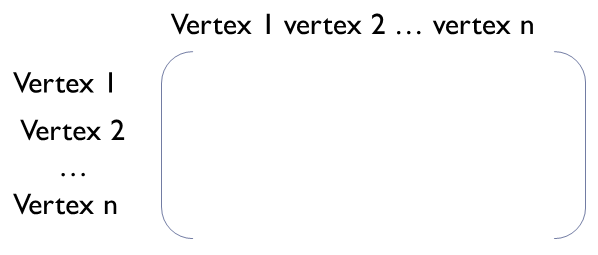 Vertex 1 vertex 2 … vertex n
Vertex 1
Vertex 2
…
Vertex n